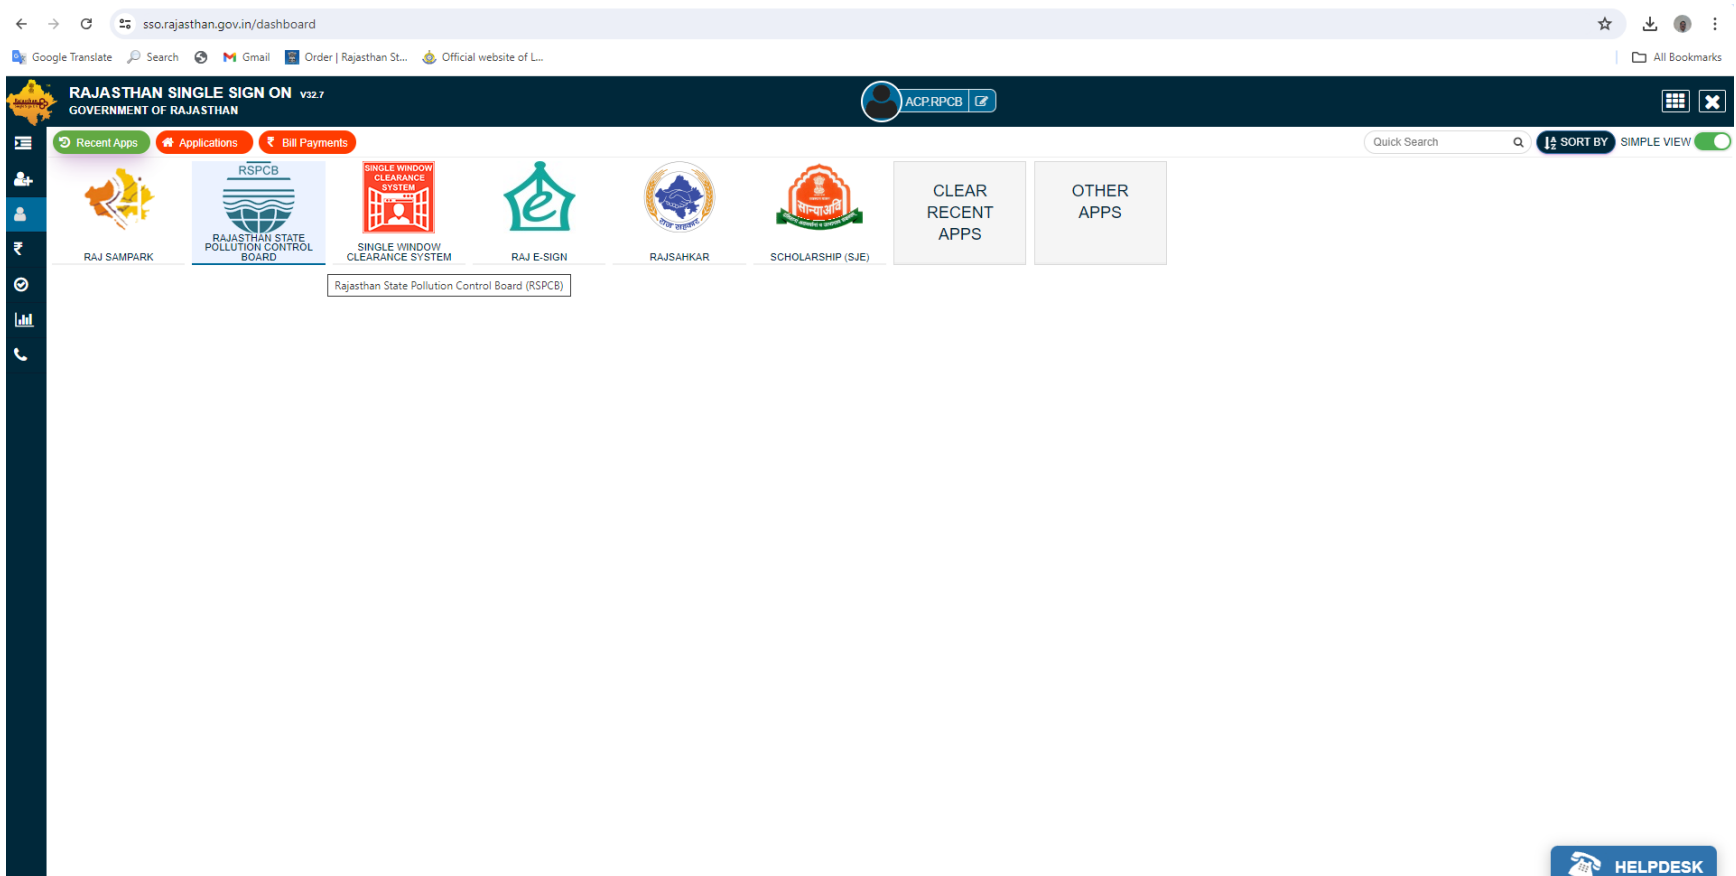 sso.rajasthan.gov.in/dashboard
Google Translate Search Gmail Order | Rajasthan St... Official website of L... All Bookmarks
RAJASTHAN SINGLE SIGN ON V32.7
GOVERNMENT OF RAJASTHAN
ACP.RPCB
Recent Apps Applications ₹ Bill Payments Quick Search SORT BY SIMPLE VIEW
RAJ SAMPARK
RSPCB
RAJASTHAN STATE
POLLUTION CONTROL
BOARD
SINGLE WINDOW
CLEARANCE
SYSTEM
SINGLE WINDOW
CLEARANCE SYSTEM
RAJ E-SIGN
राज सहकार
RAJSAHKAR
सान्याअवि
SCHOLARSHIP (SJE)
CLEAR
RECENT
APPS
OTHER
APPS
Rajasthan State Pollution Control Board (RSPCB)
₹
HELPDESK